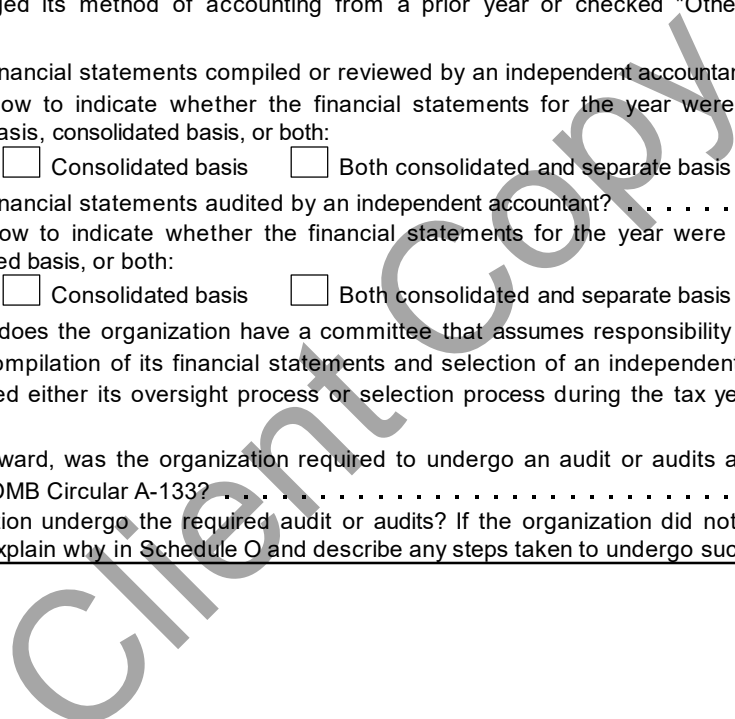 ged its method of accounting from a prior year or checked "Othe
nancial statements compiled or reviewed by an independent accountan
ow to indicate whether the financial statements for the year were
asis, consolidated basis, or both:
Consolidated basis Both consolidated and separate basis
nancial statements audited by an independent accountant? . . . . . .
ow to indicate whether the financial statements for the year were
ed basis, or both:
Consolidated basis Both consolidated and separate basis
does the organization have a committee that assumes responsibility
ompilation of its financial statements and selection of an independent
ed either its oversight process or selection process during the tax ye
ward, was the organization required to undergo an audit or audits a
OMB Circular A-133? . . . . . . . . . . . . . . . . . . . . . . . . . . .
tion undergo the required audit or audits? If the organization did not
xplain why in Schedule O and describe any steps taken to undergo suc
Client Copy